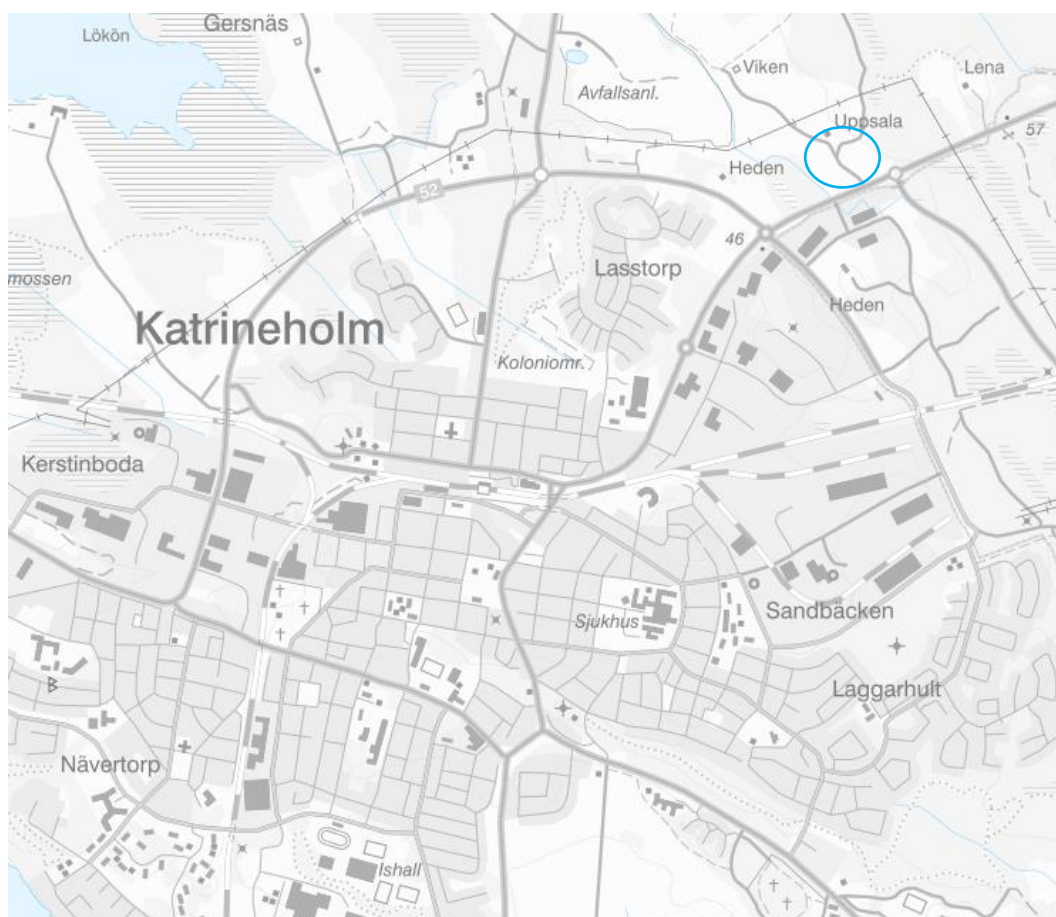 Gersnäs
Lökön
Viken
Lena
Avfallsanl.
Uppsala
57
Heden
52
46
Lasstorp
mossen
Heden
Katrineholm
Koloniomr.
Kerstinboda
Sandbäcken
Sjukhus
Laggarhult
Nävertorp
Ishall